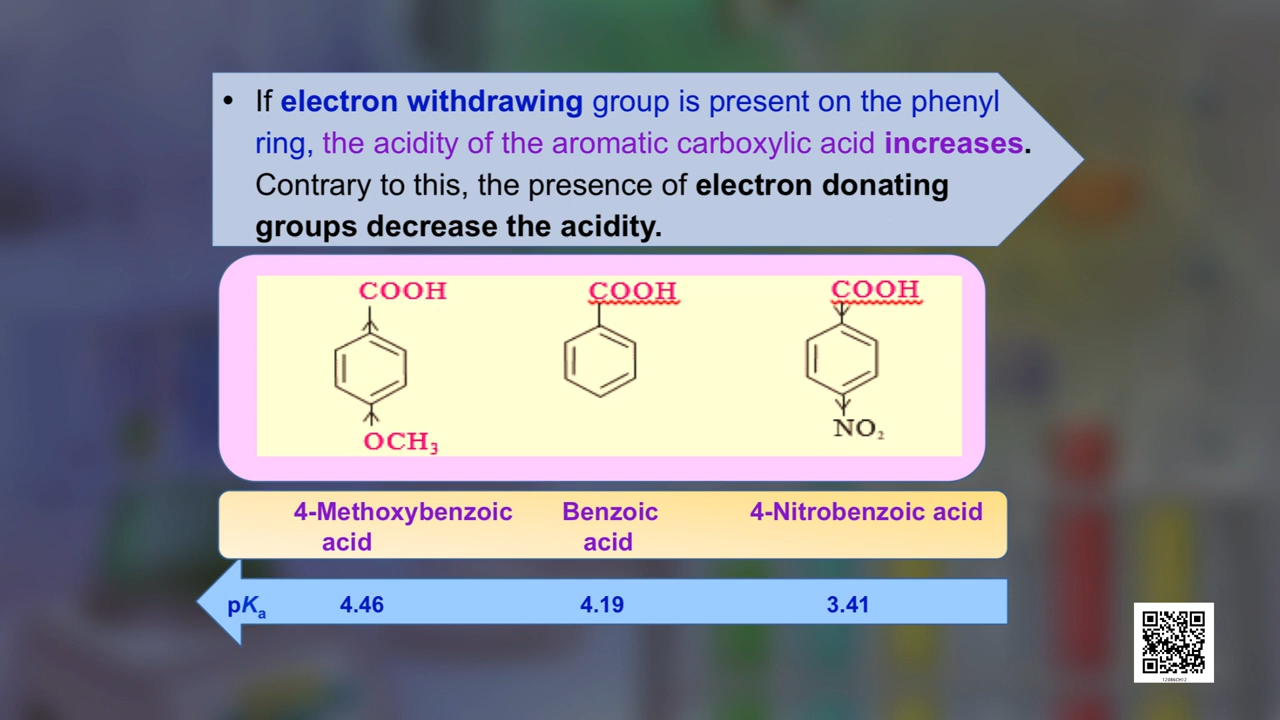 • If electron withdrawing group is present on the phenyl
ring, the acidity of the aromatic carboxylic acid increases.
Contrary to this, the presence of electron donating
groups decrease the acidity.
COOH COOH COOH
OCH₃ NO₂
4-Methoxybenzoic acid
Benzoic acid
4-Nitrobenzoic acid
pKₐ 4.46 4.19 3.41